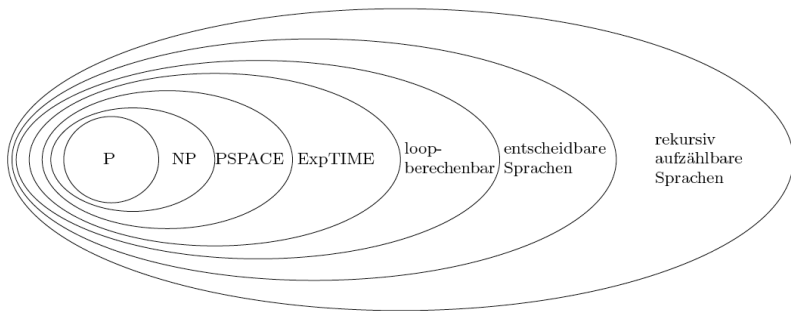 P
NP
PSPACE
ExpTIME
loop-
berechenbar
entscheidbare
Sprachen
rekursiv
aufzählbare
Sprachen